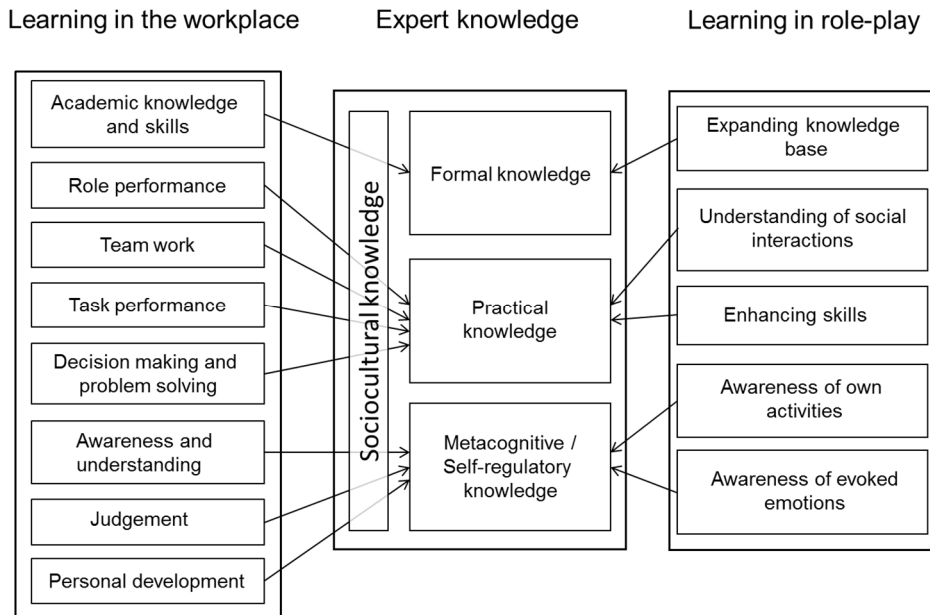 Learning in the workplace
Expert knowledge
Learning in role-play
Academic knowledge
and skills
Role performance
Team work
Task performance
Decision making and
problem solving
Awareness and
understanding
Judgement
Personal development
Sociocultural knowledge
Formal knowledge
Practical
knowledge
Metacognitive /
Self-regulatory
knowledge
Expanding knowledge
base
Understanding of social
interactions
Enhancing skills
Awareness of own
activities
Awareness of evoked
emotions